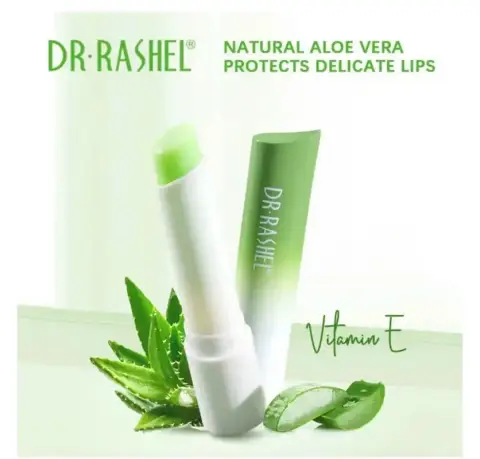 DR·RASHEL®
NATURAL ALOE VERA
PROTECTS DELICATE LIPS
DR·RASHEL
Vitamin E